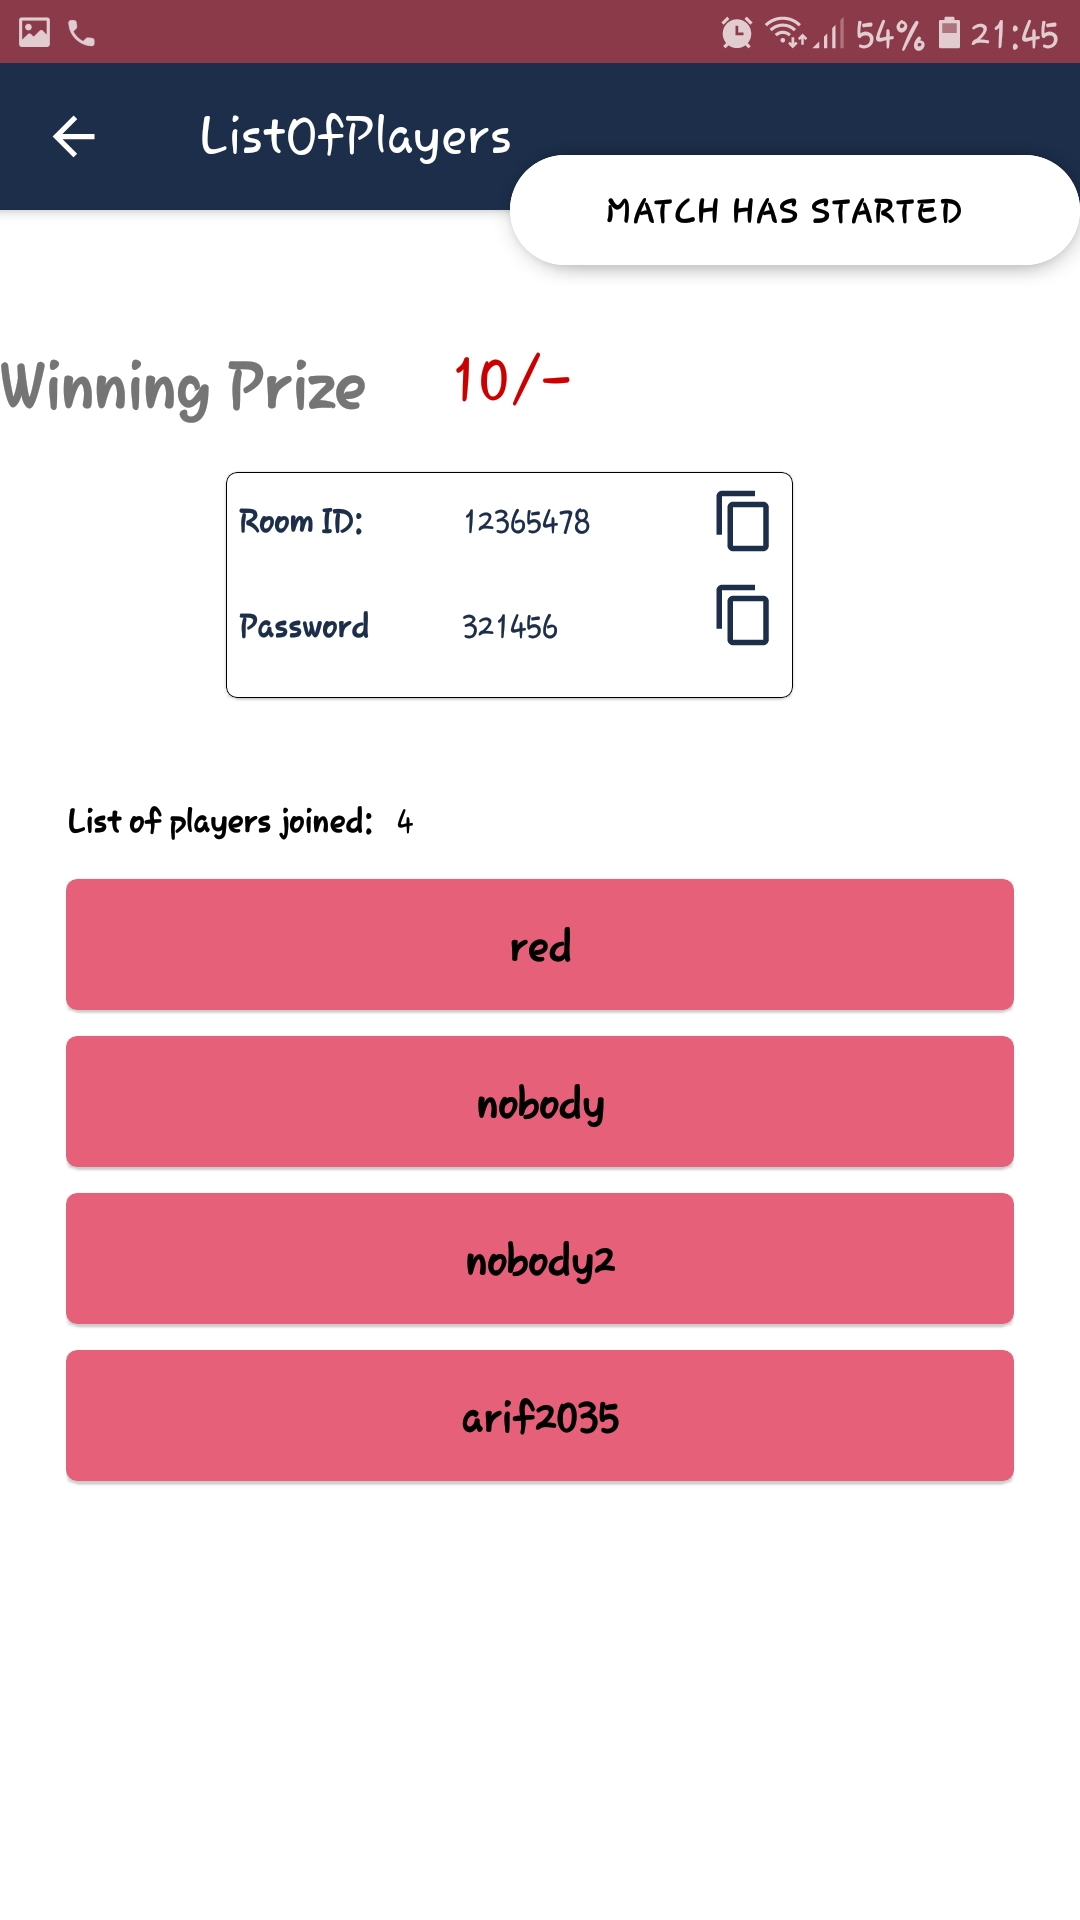 54% 21:45
ListOfPlayers
MATCH HAS STARTED
Winning Prize 10/-
Room ID: 12365478
Password 321456
List of players joined: 4
red
nobody
nobody2
arif2035